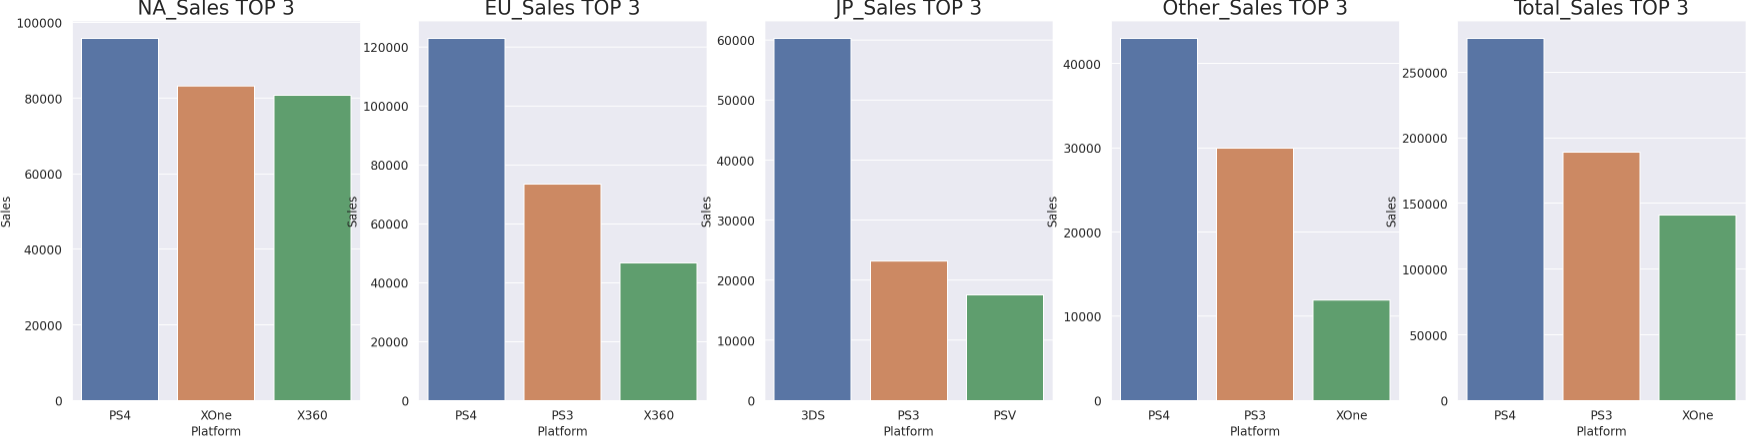 NA_Sales TOP 3
100000
80000
60000
40000
20000
0
Sales
PS4 XOne X360
Platform
EU_Sales TOP 3
120000
100000
80000
60000
40000
20000
0
Sales
PS4 PS3 X360
Platform
JP_Sales TOP 3
60000
50000
40000
30000
20000
10000
0
Sales
3DS PS3 PSV
Platform
Other_Sales TOP 3
40000
30000
20000
10000
0
Sales
PS4 PS3 XOne
Platform
Total_Sales TOP 3
250000
200000
150000
100000
50000
0
Sales
PS4 PS3 XOne
Platform